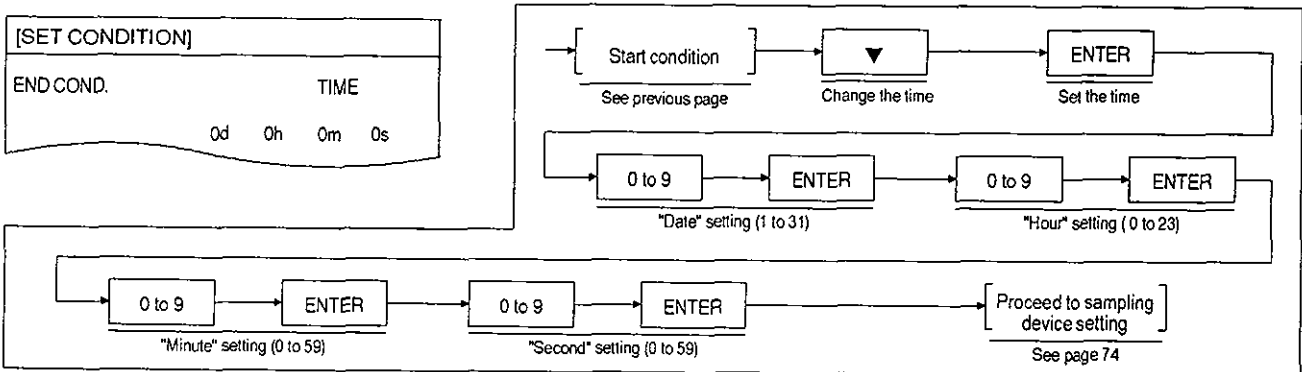 [SET CONDITION]
END COND. TIME
0d 0h 0m 0s
Start condition
▼
ENTER
See previous page
Change the time
Set the time
0 to 9
ENTER
0 to 9
ENTER
"Date" setting (1 to 31)
"Hour" setting ( 0 to 23)
0 to 9
ENTER
0 to 9
ENTER
Proceed to sampling
device setting
"Minute" setting (0 to 59)
"Second" setting (0 to 59)
See page 74